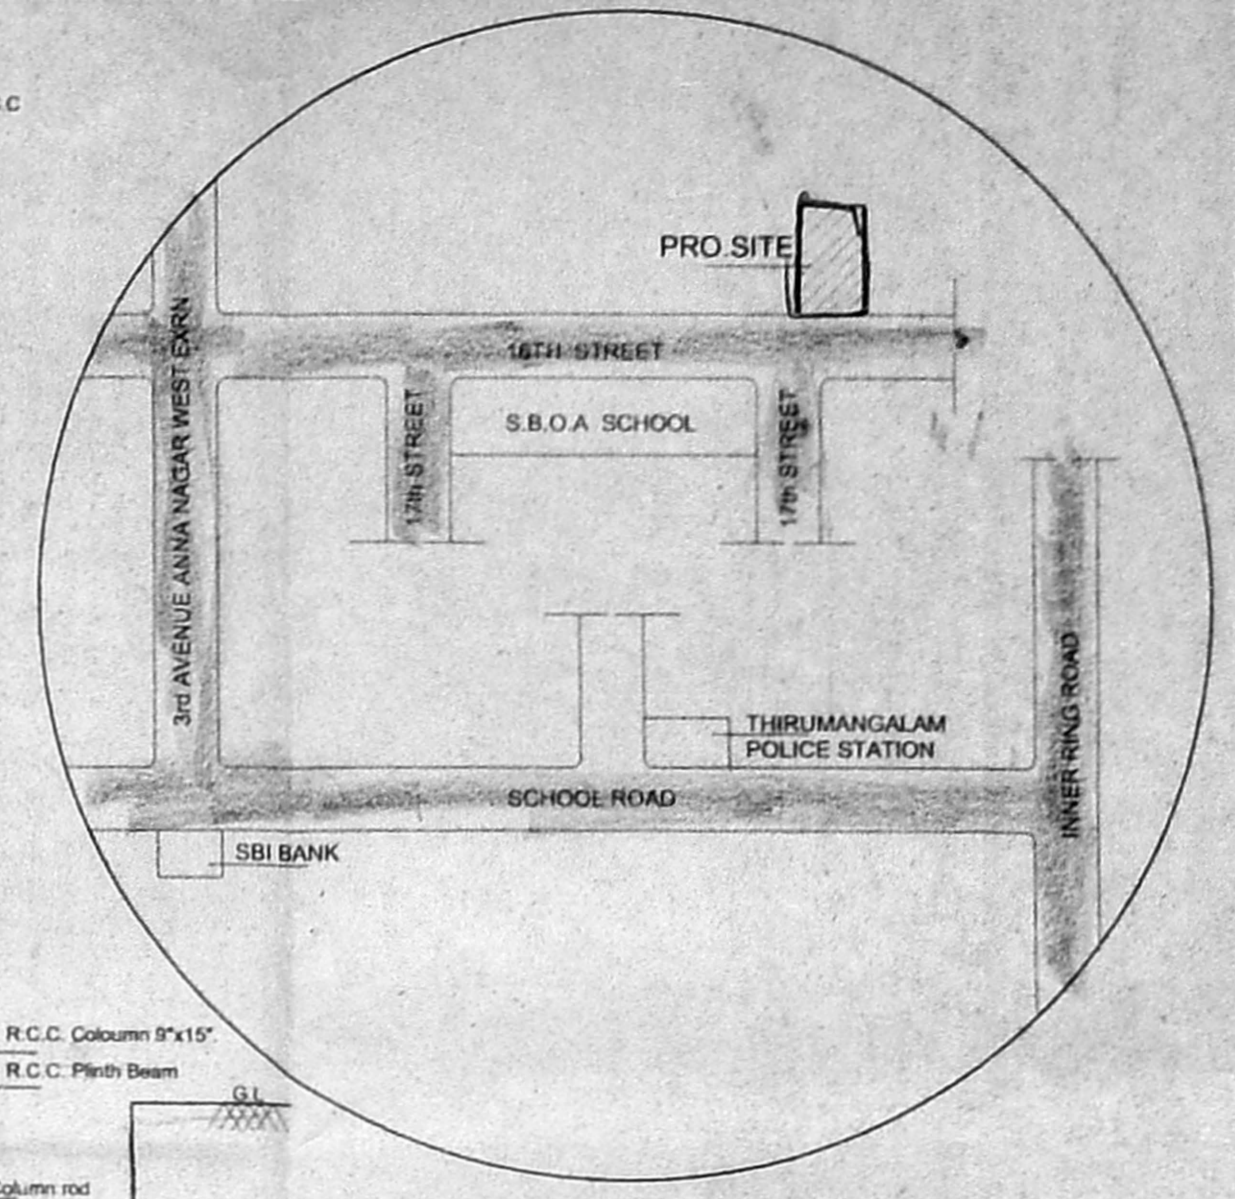 PRO.SITE
16TH STREET
3rd AVENUE ANNA NAGAR WEST EXRN
17th STREET
S.B.O.A SCHOOL
17th STREET
THIRUMANGALAM
POLICE STATION
INNER RING ROAD
SCHOOL ROAD
SBI BANK
R.C.C. Coloumn 9"x15".
R.C.C. Plinth Beam
G.L
Column rod